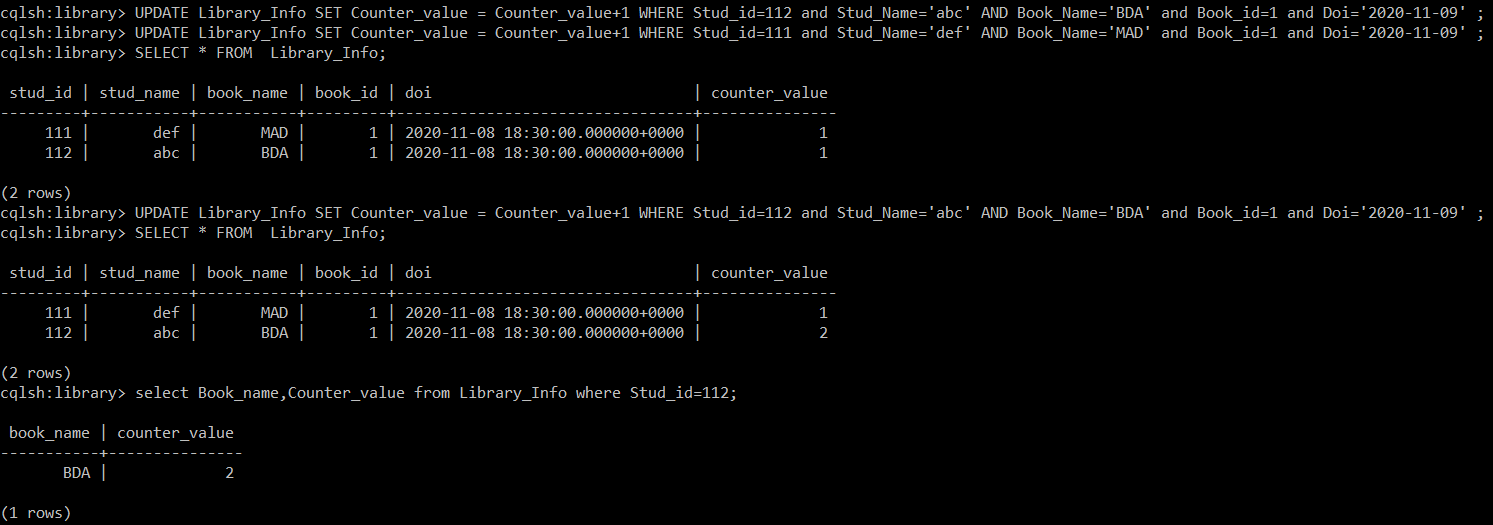 cqlsh:library> UPDATE Library_Info SET Counter_value = Counter_value+1 WHERE Stud_id=112 and Stud_Name='abc' AND Book_Name='BDA' and Book_id=1 and Doi='2020-11-09' ;
cqlsh:library> UPDATE Library_Info SET Counter_value = Counter_value+1 WHERE Stud_id=111 and Stud_Name='def' AND Book_Name='MAD' and Book_id=1 and Doi='2020-11-09' ;
cqlsh:library> SELECT * FROM  Library_Info;

 stud_id | stud_name | book_name | book_id | doi                             | counter_value
---------+-----------+-----------+---------+---------------------------------+---------------
     111 |       def |       MAD |       1 | 2020-11-08 18:30:00.000000+0000 |             1
     112 |       abc |       BDA |       1 | 2020-11-08 18:30:00.000000+0000 |             1

(2 rows)
cqlsh:library> UPDATE Library_Info SET Counter_value = Counter_value+1 WHERE Stud_id=112 and Stud_Name='abc' AND Book_Name='BDA' and Book_id=1 and Doi='2020-11-09' ;
cqlsh:library> SELECT * FROM  Library_Info;

 stud_id | stud_name | book_name | book_id | doi                             | counter_value
---------+-----------+-----------+---------+---------------------------------+---------------
     111 |       def |       MAD |       1 | 2020-11-08 18:30:00.000000+0000 |             1
     112 |       abc |       BDA |       1 | 2020-11-08 18:30:00.000000+0000 |             2

(2 rows)
cqlsh:library> select Book_name,Counter_value from Library_Info where Stud_id=112;

 book_name | counter_value
-----------+---------------
       BDA |             2

(1 rows)